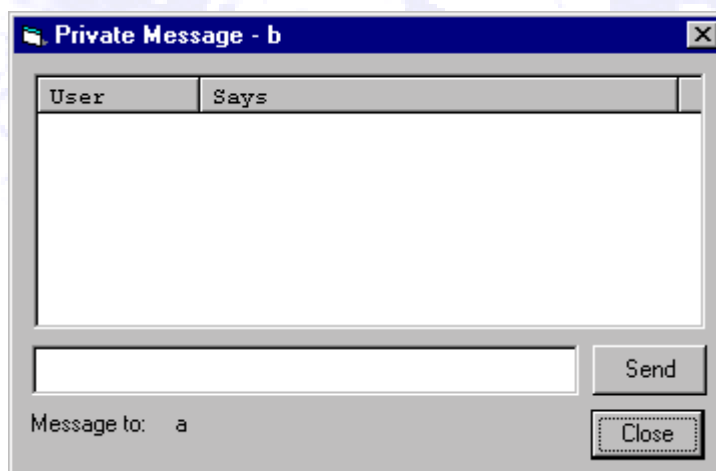 Private Message - b
User Says
Send
Message to: a
Close